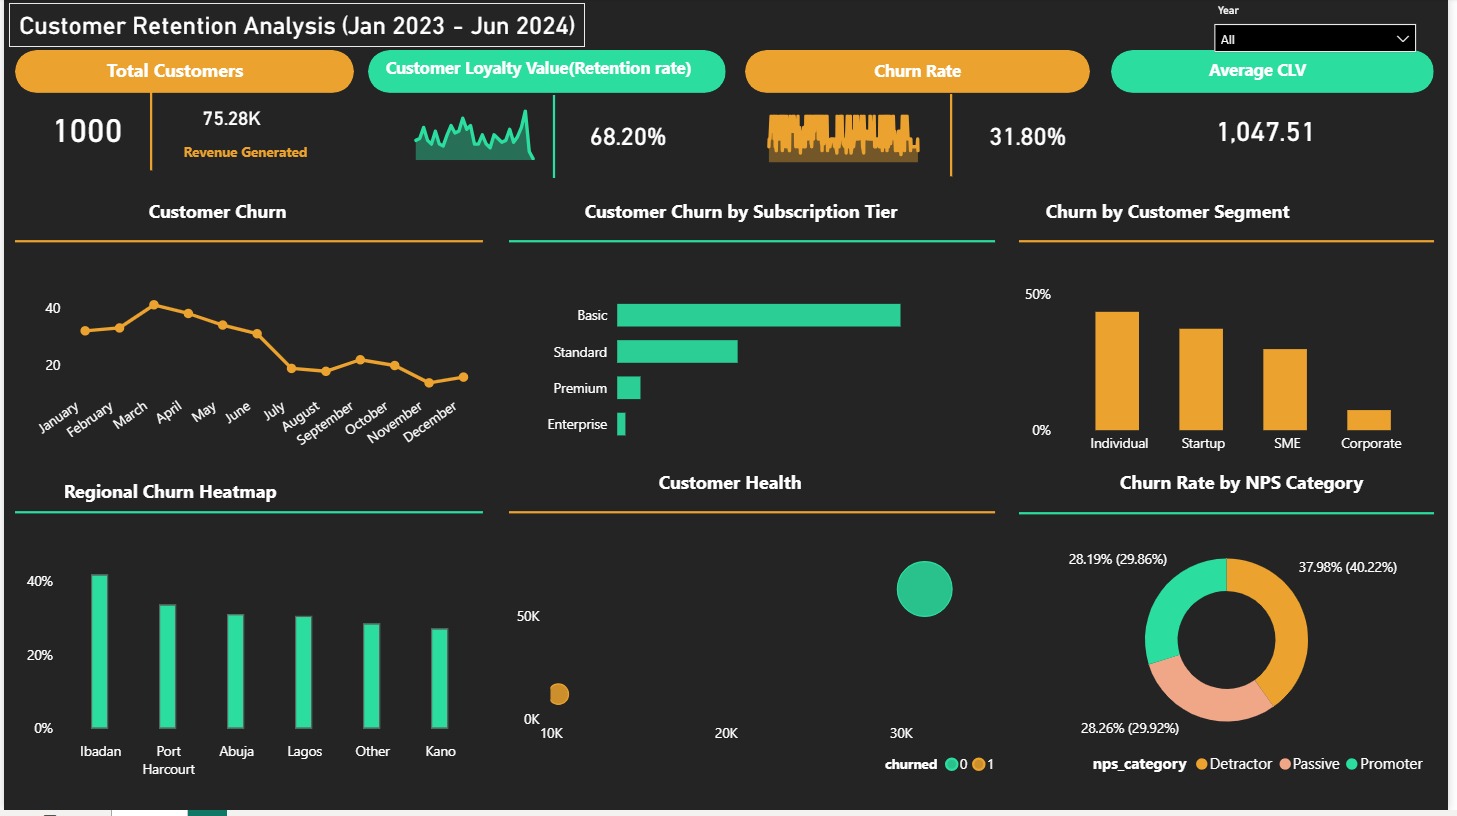 Customer Retention Analysis (Jan 2023 - Jun 2024)
Year
All
Total Customers
Customer Loyalty Value(Retention rate)
Churn Rate
Average CLV
1000
75.28K
Revenue Generated
68.20%
31.80%
1,047.51
Customer Churn
40
20
January
February
March
April
May
June
July
August
September
October
November
December
Customer Churn by Subscription Tier
Basic
Standard
Premium
Enterprise
Churn by Customer Segment
50%
0%
Individual
Startup
SME
Corporate
Regional Churn Heatmap
40%
20%
0%
Ibadan
Port
Harcourt
Abuja
Lagos
Other
Kano
Customer Health
50K
0K
10K
20K
30K
churned 0 1
Churn Rate by NPS Category
28.19% (29.86%)
37.98% (40.22%)
28.26% (29.92%)
nps_category Detractor Passive Promoter